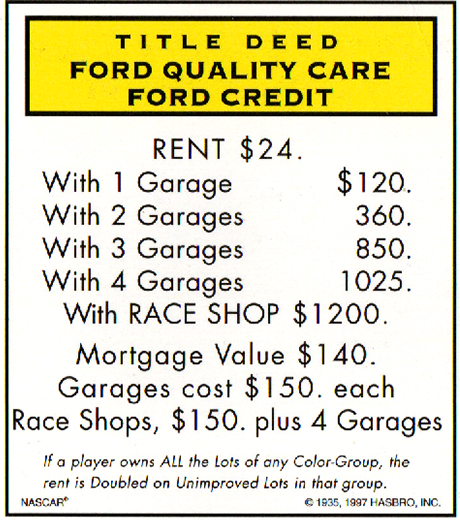 TITLE DEED
FORD QUALITY CARE
FORD CREDIT
RENT $24.
With 1 Garage $120.
With 2 Garages 360.
With 3 Garages 850.
With 4 Garages 1025.
With RACE SHOP $1200.
Mortgage Value $140.
Garages cost $150. each
Race Shops, $150. plus 4 Garages
If a player owns ALL the Lots of any Color-Group, the
rent is Doubled on Unimproved Lots in that group.
NASCAR® © 1935, 1997 HASBRO, INC.